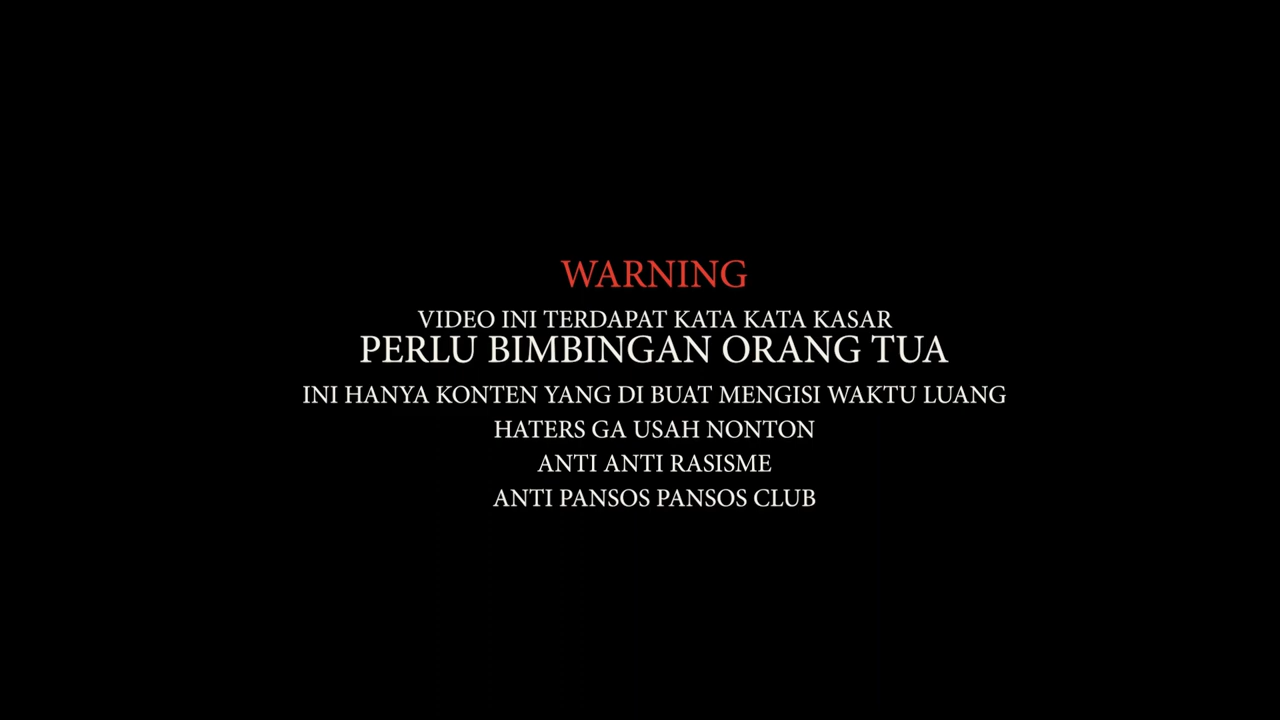 WARNING
VIDEO INI TERDAPAT KATA KATA KASAR
PERLU BIMBINGAN ORANG TUA
INI HANYA KONTEN YANG DI BUAT MENGISI WAKTU LUANG
HATERS GA USAH NONTON
ANTI ANTI RASISME
ANTI PANSOS PANSOS CLUB